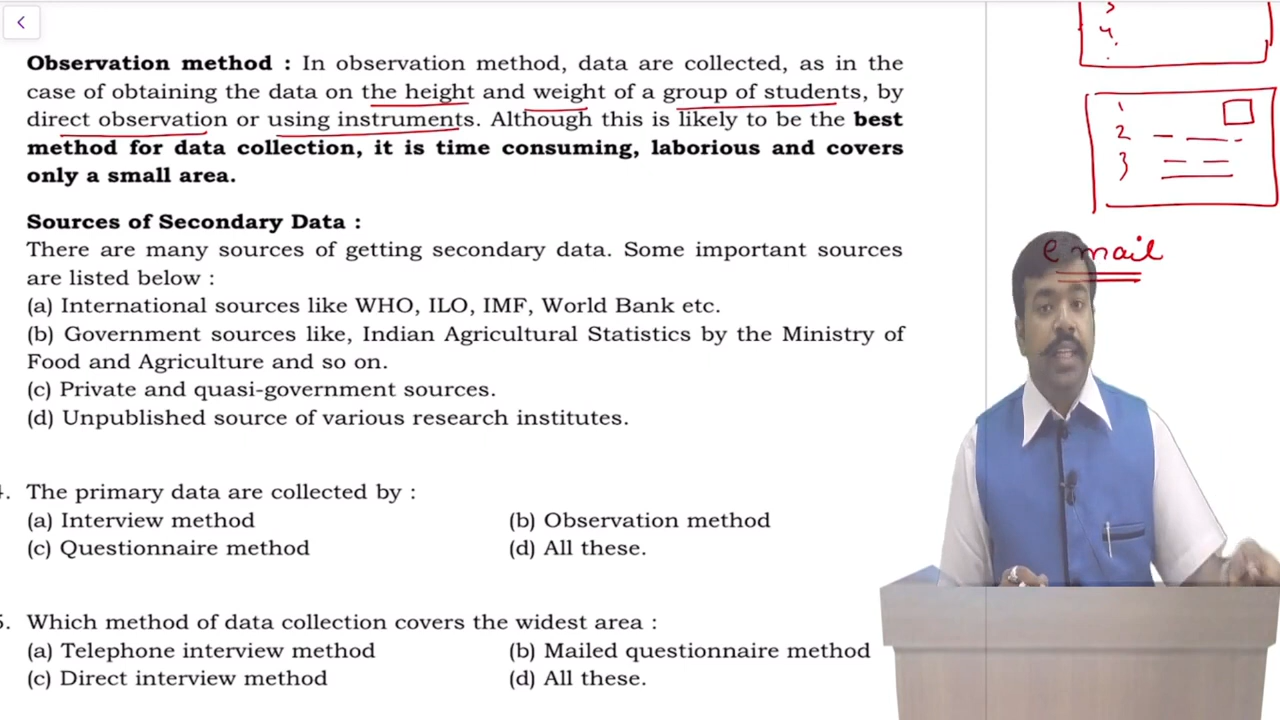 Observation method : In observation method, data are collected, as in the
case of obtaining the data on the height and weight of a group of students, by
direct observation or using instruments. Although this is likely to be the best
method for data collection, it is time consuming, laborious and covers
only a small area.
Sources of Secondary Data :
There are many sources of getting secondary data. Some important sources
are listed below :
(a) International sources like WHO, ILO, IMF, World Bank etc.
(b) Government sources like, Indian Agricultural Statistics by the Ministry of
Food and Agriculture and so on.
(c) Private and quasi-government sources.
(d) Unpublished source of various research institutes.
The primary data are collected by :
(a) Interview method (b) Observation method
(c) Questionnaire method (d) All these.
5. Which method of data collection covers the widest area :
(a) Telephone interview method (b) Mailed questionnaire method
(c) Direct interview method (d) All these.
4.
1
2
3
email